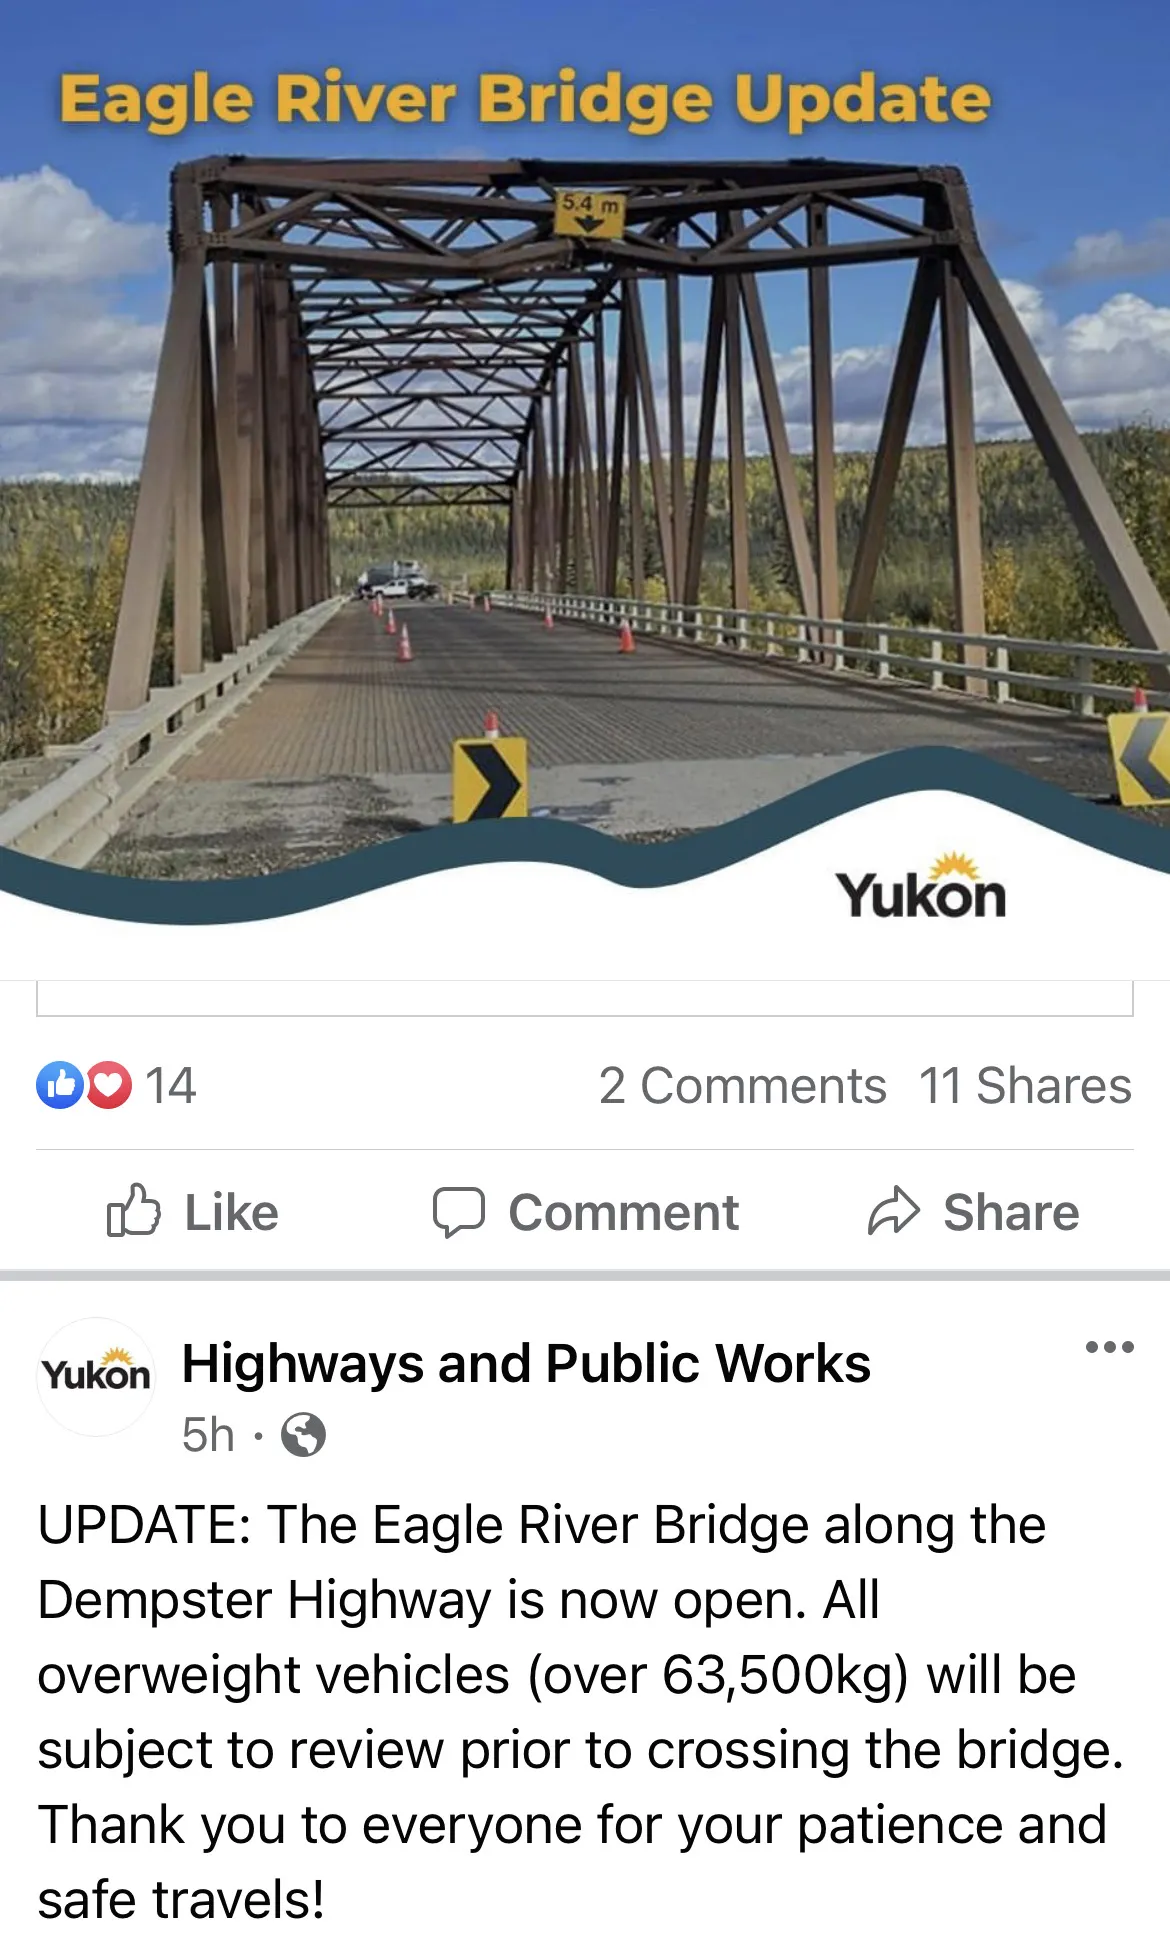 Eagle River Bridge Update
5.4 m
Yukon
14
2 Comments 11 Shares
Like Comment Share
Yukon
Highways and Public Works
5h ·
UPDATE: The Eagle River Bridge along the
Dempster Highway is now open. All
overweight vehicles (over 63,500kg) will be
subject to review prior to crossing the bridge.
Thank you to everyone for your patience and
safe travels!